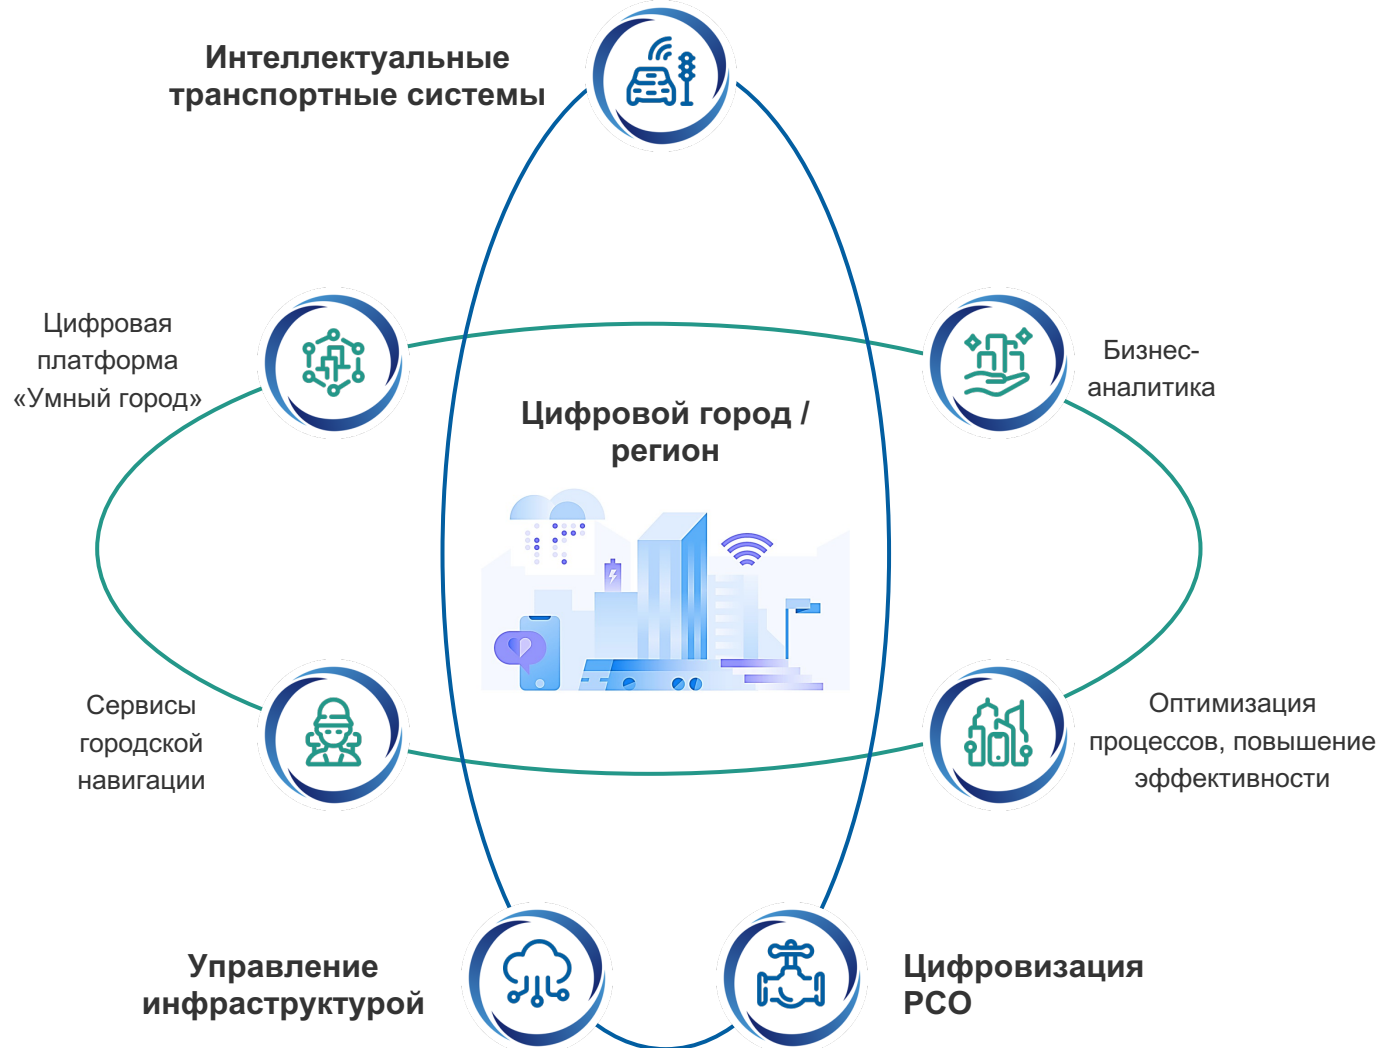 Интеллектуальные
транспортные системы
Цифровая
платформа
«Умный город»
Бизнес-
аналитика
Цифровой город /
регион
Сервисы
городской
навигации
Оптимизация
процессов, повышение
эффективности
Управление
инфраструктурой
Цифровизация
РСО